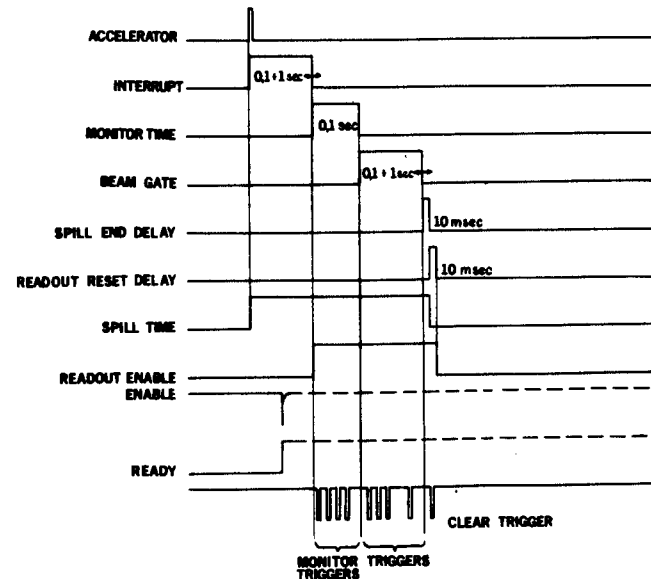 ACCELERATOR
INTERRUPT
0,1 ÷ 1 sec
MONITOR TIME
0,1 sec
BEAM GATE
0,1 ÷ 1 sec
SPILL END DELAY
10 msec
READOUT RESET DELAY
10 msec
SPILL TIME
READOUT ENABLE
ENABLE
READY
CLEAR TRIGGER
MONITOR TRIGGERS
TRIGGERS